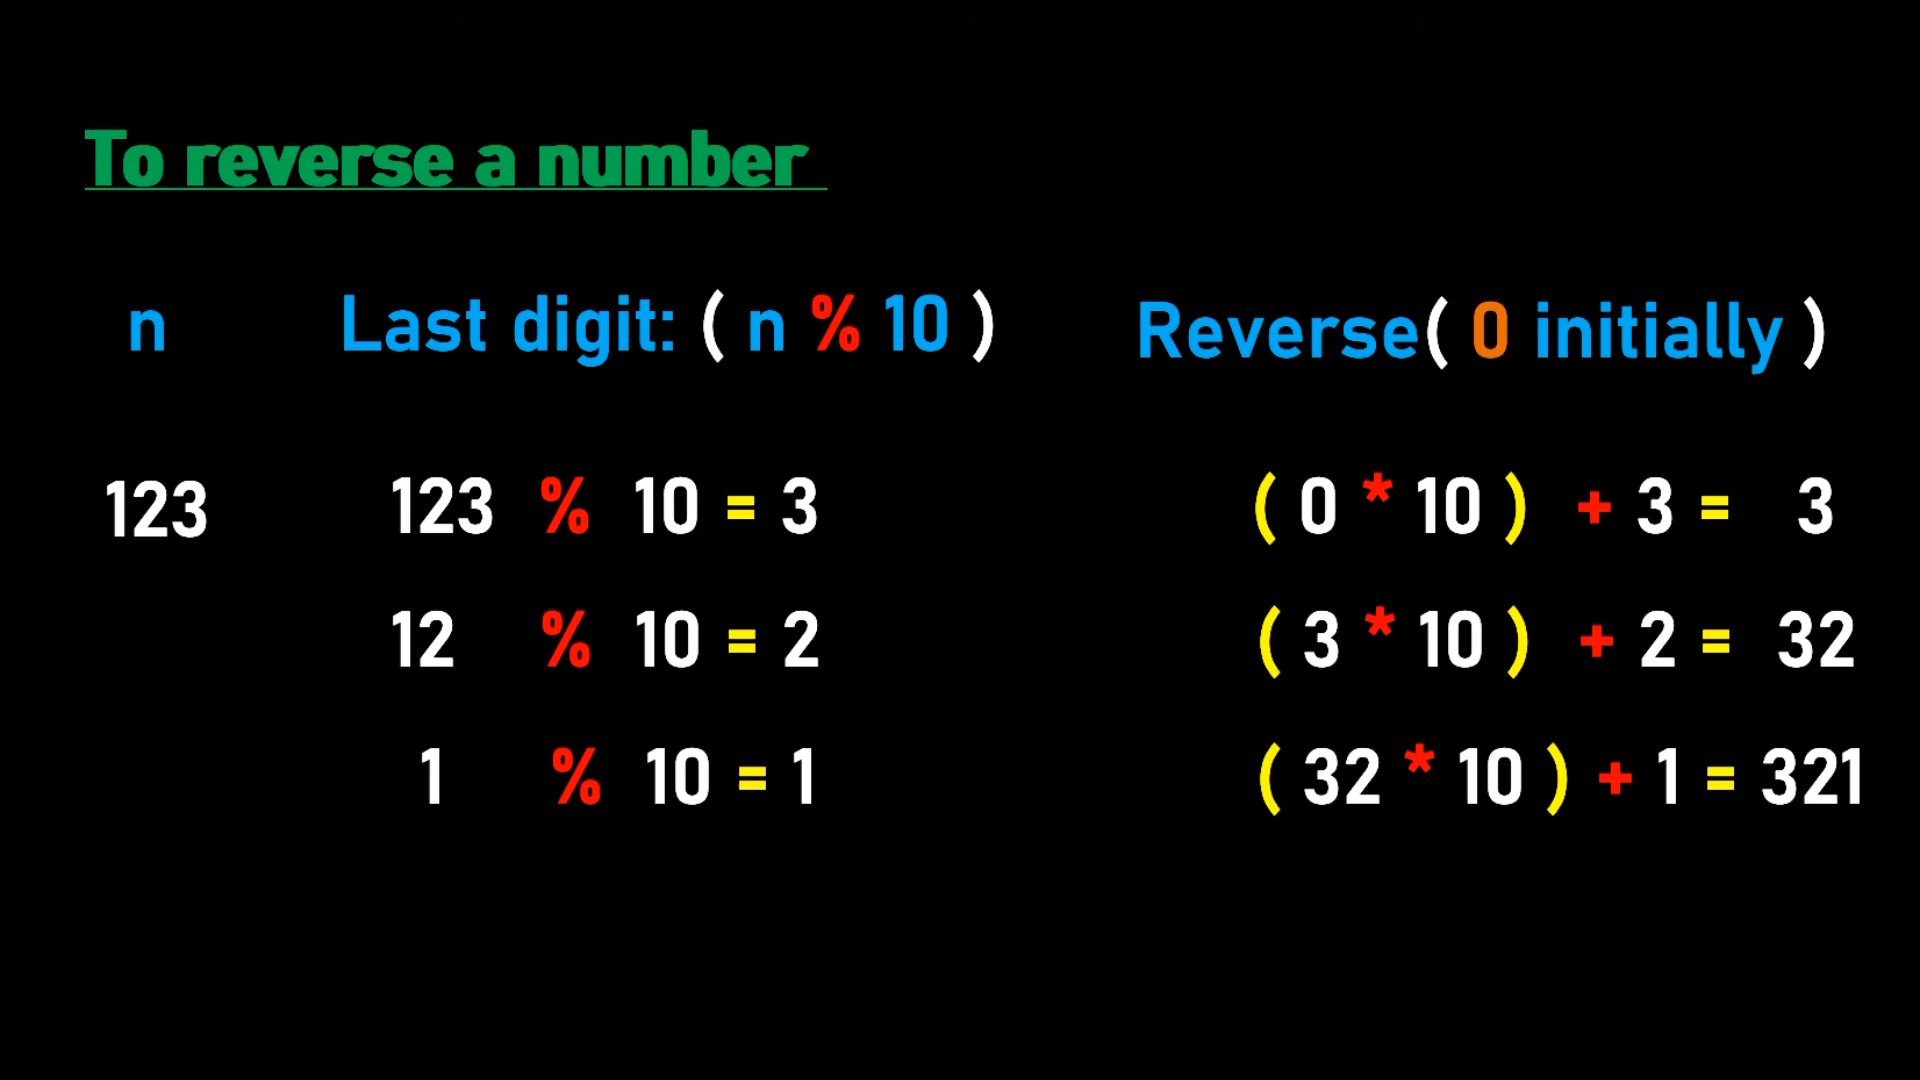 To reverse a number
n Last digit: ( n % 10 ) Reverse( 0 initially )
123 123 % 10 = 3 ( 0 * 10 ) + 3 = 3
12 % 10 = 2 ( 3 * 10 ) + 2 = 32
1 % 10 = 1 ( 32 * 10 ) + 1 = 321